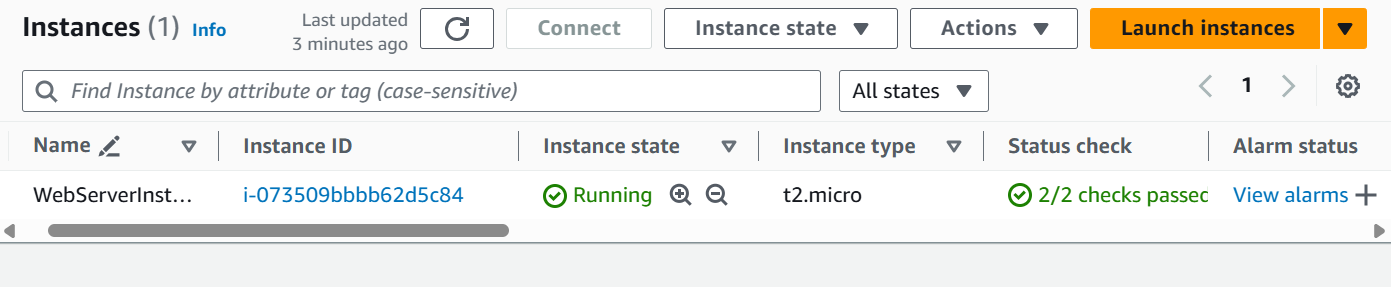 Instances (1) Info
Last updated
3 minutes ago
Connect
Instance state
Actions
Launch instances
Find Instance by attribute or tag (case-sensitive)
All states
1
Name Instance ID Instance state Instance type Status check Alarm status
WebServerInst… i-073509bbbb62d5c84 Running t2.micro 2/2 checks passec View alarms